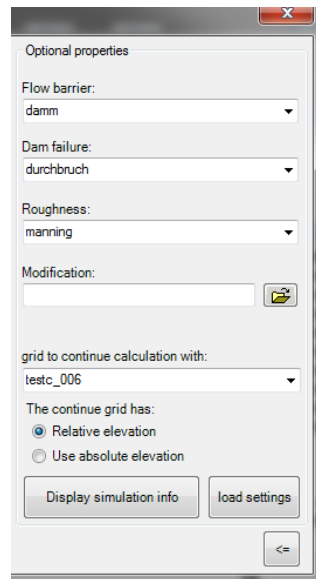 Optional properties
Flow barrier:
damm
Dam failure:
durchbruch
Roughness:
manning
Modification:
grid to continue calculation with:
testc_006
The continue grid has:
Relative elevation
Use absolute elevation
Display simulation info
load settings
<=